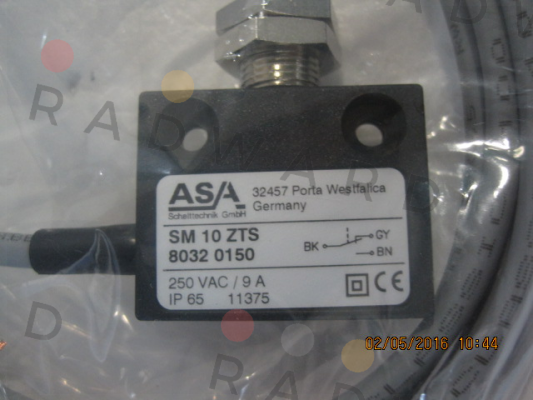 RADWARD
ASA
Schalttechnik GmbH
32457 Porta Westfalica
Germany
SM 10 ZTS
8032 0150
BK
GY
BN
250 VAC / 9 A
IP 65 11375
CE
02/05/2016 10:44